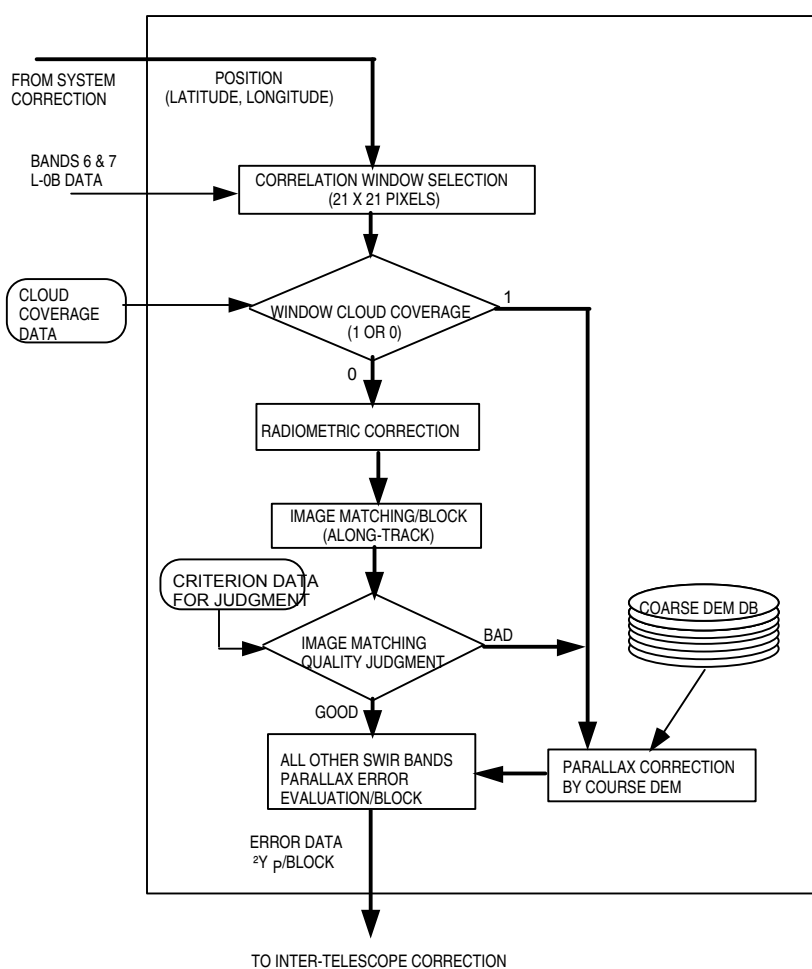 FROM SYSTEM
CORRECTION
POSITION
(LATITUDE, LONGITUDE)
BANDS 6 & 7
L-0B DATA
CORRELATION WINDOW SELECTION
(21 X 21 PIXELS)
CLOUD
COVERAGE
DATA
WINDOW CLOUD COVERAGE
(1 OR 0)
1
0
RADIOMETRIC CORRECTION
IMAGE MATCHING/BLOCK
(ALONG-TRACK)
CRITERION DATA
FOR JUDGMENT
IMAGE MATCHING
QUALITY JUDGMENT
BAD
COARSE DEM DB
GOOD
ALL OTHER SWIR BANDS
PARALLAX ERROR
EVALUATION/BLOCK
PARALLAX CORRECTION
BY COURSE DEM
ERROR DATA
²Y P/BLOCK
TO INTER-TELESCOPE CORRECTION